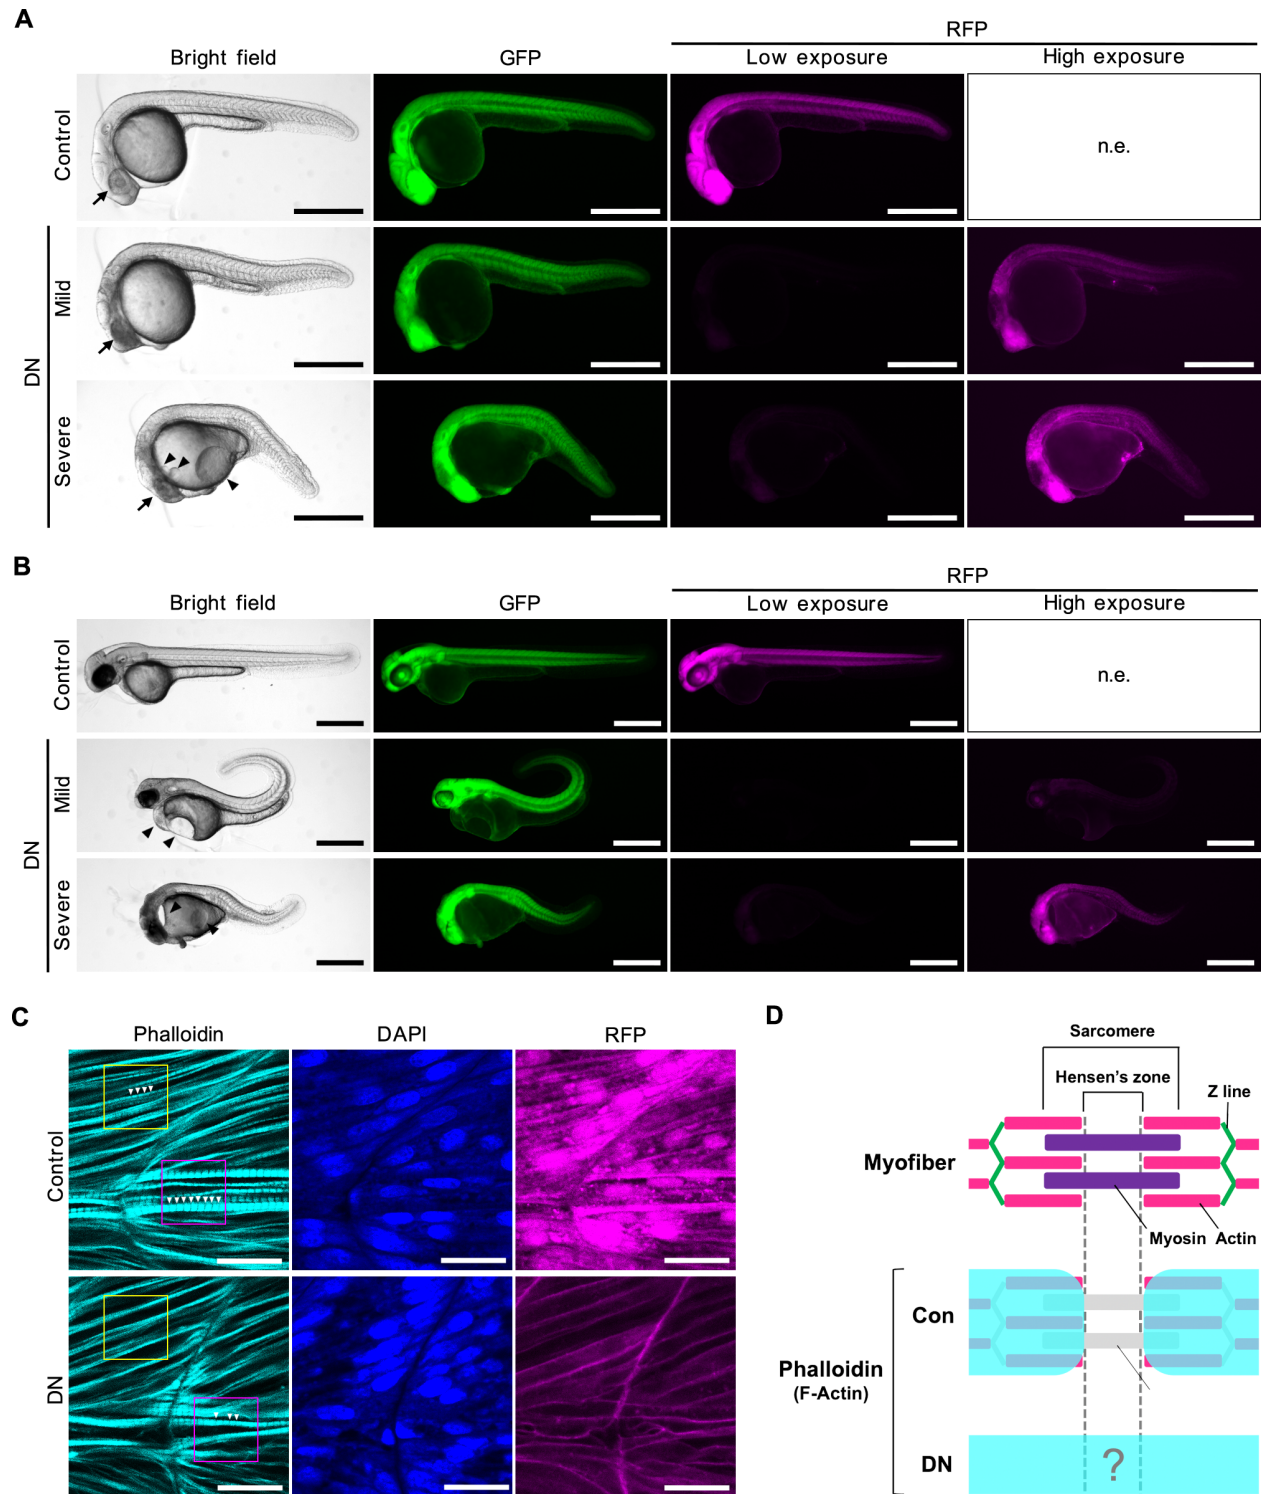 A
RFP
Bright field
GFP
Low exposure
High exposure
Control
n.e.
DN
Mild
Severe
B
RFP
Bright field
GFP
Low exposure
High exposure
Control
n.e.
DN
Mild
Severe
C
Phalloidin
DAPI
RFP
Control
DN
D
Sarcomere
Hensen's zone
Z line
Myofiber
Myosin
Actin
Con
Phalloidin
(F-Actin)
DN
?